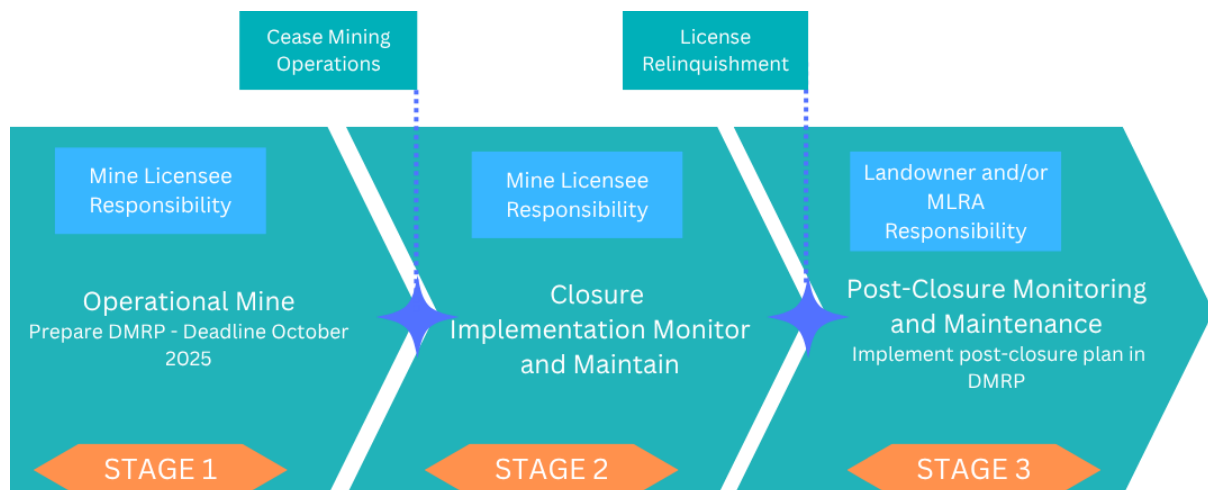 Cease Mining
Operations
License
Relinquishment
Mine Licensee
Responsibility
Operational Mine
Prepare DMRP - Deadline October
2025
STAGE 1
Mine Licensee
Responsibility
Closure
Implementation Monitor
and Maintain
STAGE 2
Landowner and/or
MLRA
Responsibility
Post-Closure Monitoring
and Maintenance
Implement post-closure plan in
DMRP
STAGE 3